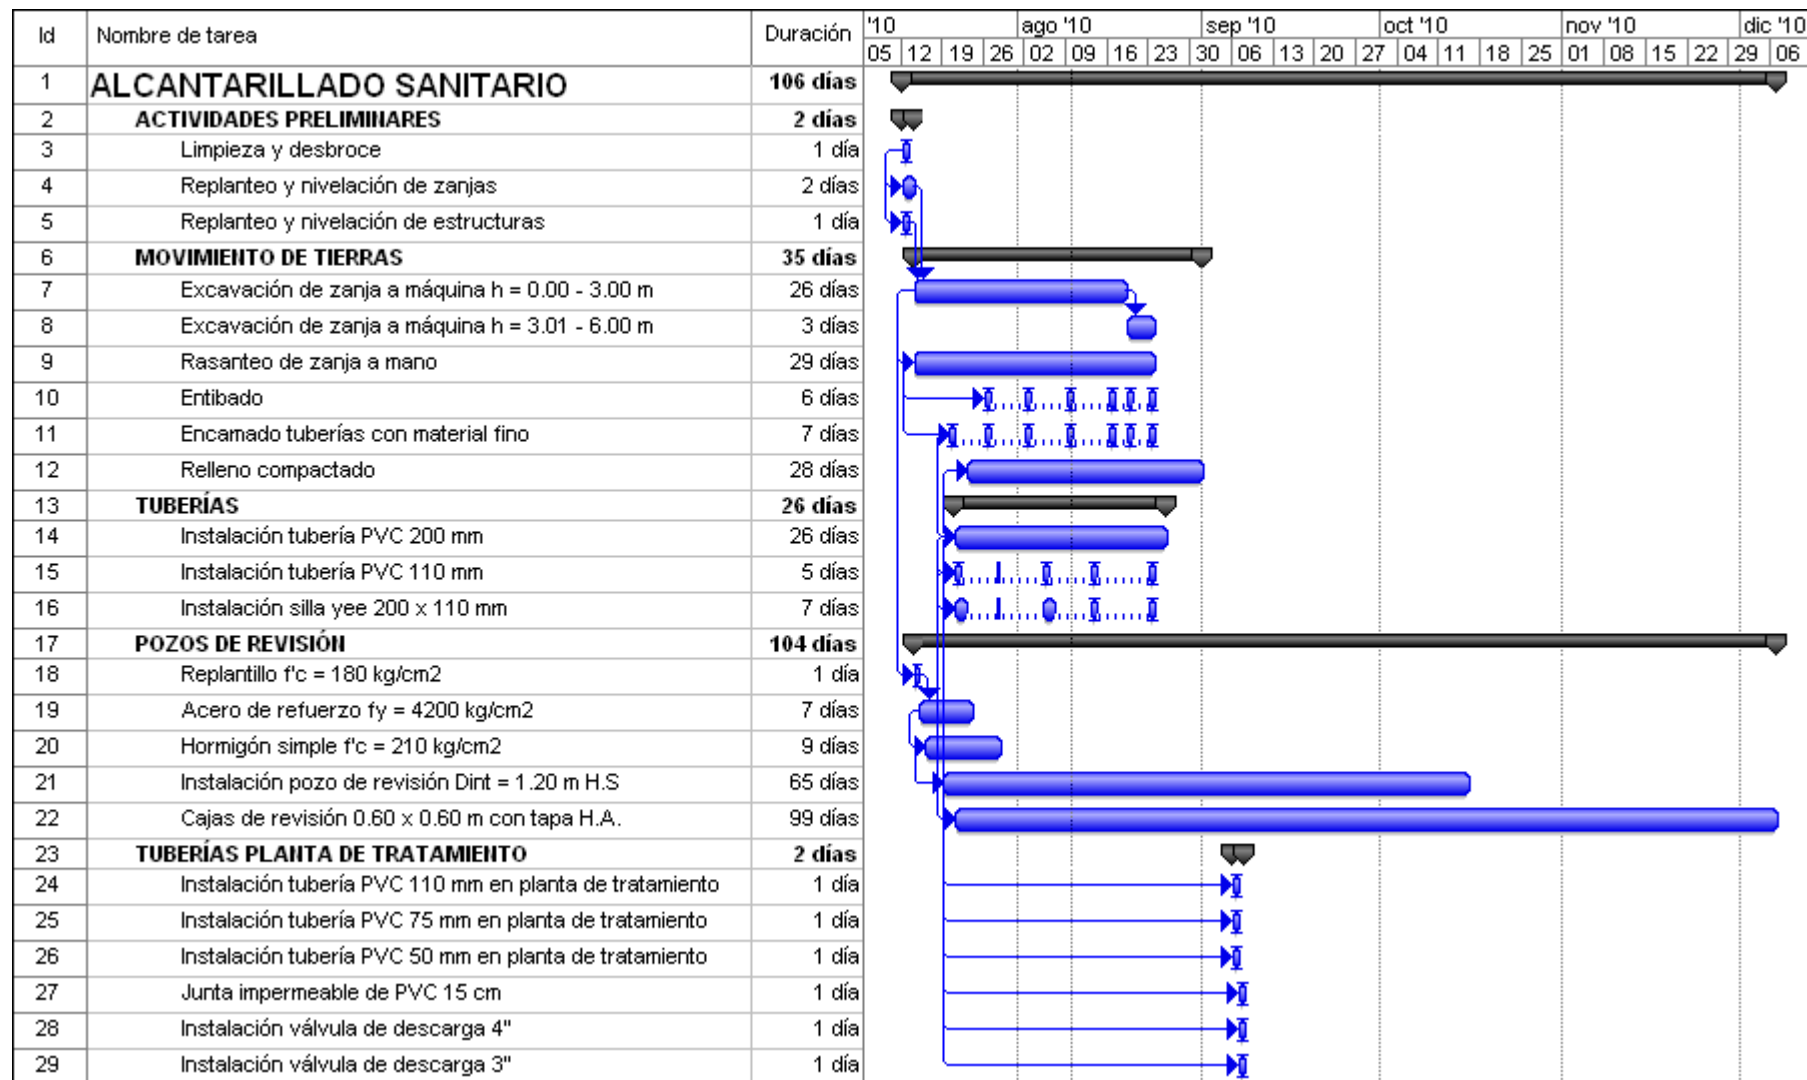 Id Nombre de tarea Duración '10 ago '10 sep '10 oct '10 nov '10 dic '10
05 12 19 26 02 09 16 23 30 06 13 20 27 04 11 18 25 01 08 15 22 29 06
1 ALCANTARILLADO SANITARIO 106 días
2 ACTIVIDADES PRELIMINARES 2 días
3 Limpieza y desbroce 1 día
4 Replanteo y nivelación de zanjas 2 días
5 Replanteo y nivelación de estructuras 1 día
6 MOVIMIENTO DE TIERRAS 35 días
7 Excavación de zanja a máquina h = 0.00 - 3.00 m 26 días
8 Excavación de zanja a máquina h = 3.01 - 6.00 m 3 días
9 Rasanteo de zanja a mano 29 días
10 Entibado 6 días
11 Encamado tuberías con material fino 7 días
12 Relleno compactado 28 días
13 TUBERÍAS 26 días
14 Instalación tubería PVC 200 mm 26 días
15 Instalación tubería PVC 110 mm 5 días
16 Instalación silla yee 200 x 110 mm 7 días
17 POZOS DE REVISIÓN 104 días
18 Replantillo f'c = 180 kg/cm2 1 día
19 Acero de refuerzo fy = 4200 kg/cm2 7 días
20 Hormigón simple f'c = 210 kg/cm2 9 días
21 Instalación pozo de revisión Dint = 1.20 m H.S 65 días
22 Cajas de revisión 0.60 x 0.60 m con tapa H.A. 99 días
23 TUBERÍAS PLANTA DE TRATAMIENTO 2 días
24 Instalación tubería PVC 110 mm en planta de tratamiento 1 día
25 Instalación tubería PVC 75 mm en planta de tratamiento 1 día
26 Instalación tubería PVC 50 mm en planta de tratamiento 1 día
27 Junta impermeable de PVC 15 cm 1 día
28 Instalación válvula de descarga 4" 1 día
29 Instalación válvula de descarga 3" 1 día